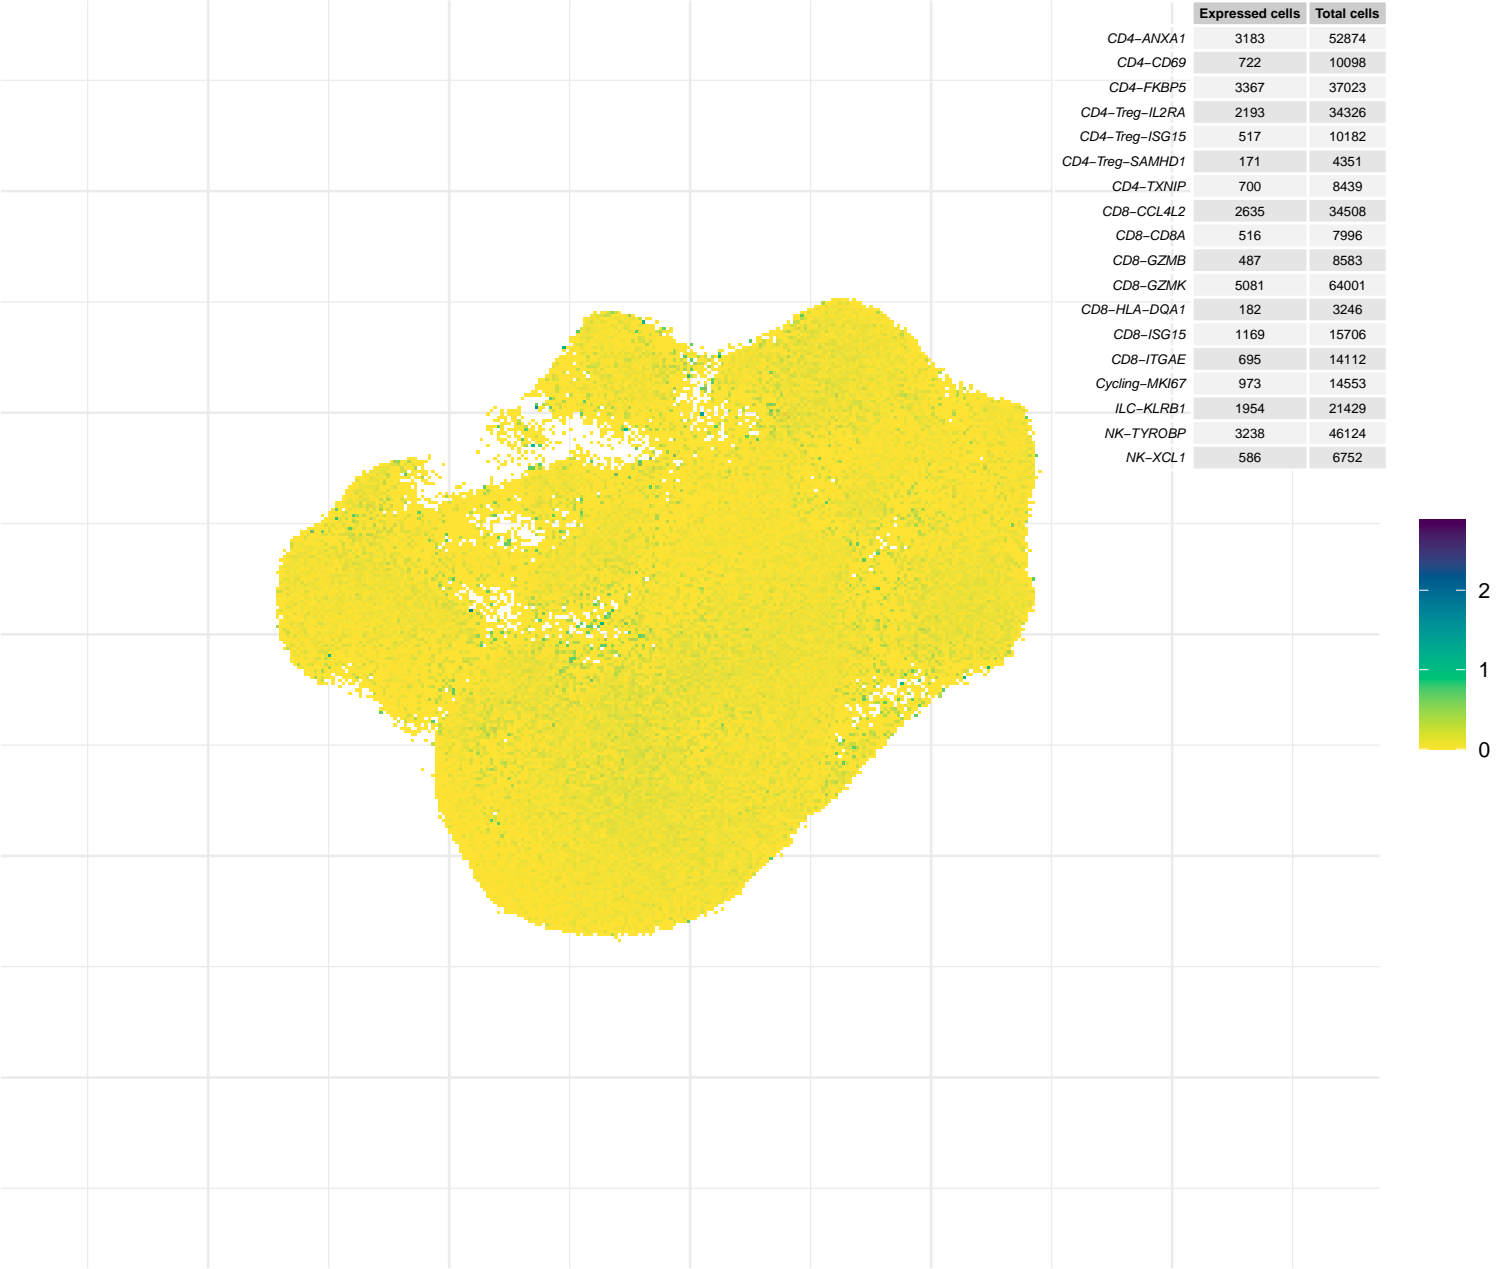 Expressed cells Total cells
CD4−ANXA1 3183 52874
CD4−CD69 722 10098
CD4−FKBP5 3367 37023
CD4−Treg−IL2RA 2193 34326
CD4−Treg−ISG15 517 10182
CD4−Treg−SAMHD1 171 4351
CD4−TXNIP 700 8439
CD8−CCL4L2 2635 34508
CD8−CD8A 516 7996
CD8−GZMB 487 8583
CD8−GZMK 5081 64001
CD8−HLA−DQA1 182 3246
CD8−ISG15 1169 15706
CD8−ITGAE 695 14112
Cycling−MKI67 973 14553
ILC−KLRB1 1954 21429
NK−TYROBP 3238 46124
NK−XCL1 586 6752
2
1
0